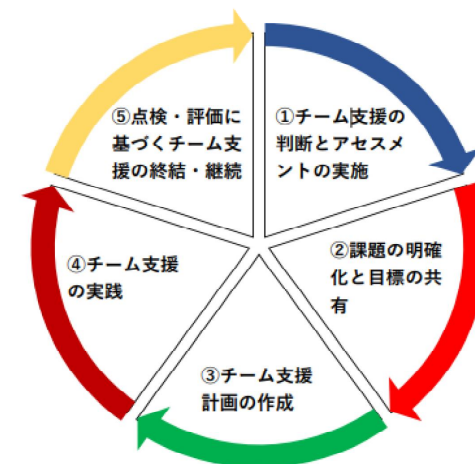 ①チーム支援の
判断とアセスメ
ントの実施
②課題の明確
化と目標の共
有
③チーム支援
計画の作成
④チーム支援
の実践
⑤点検・評価に
基づくチーム支
援の終結・継続